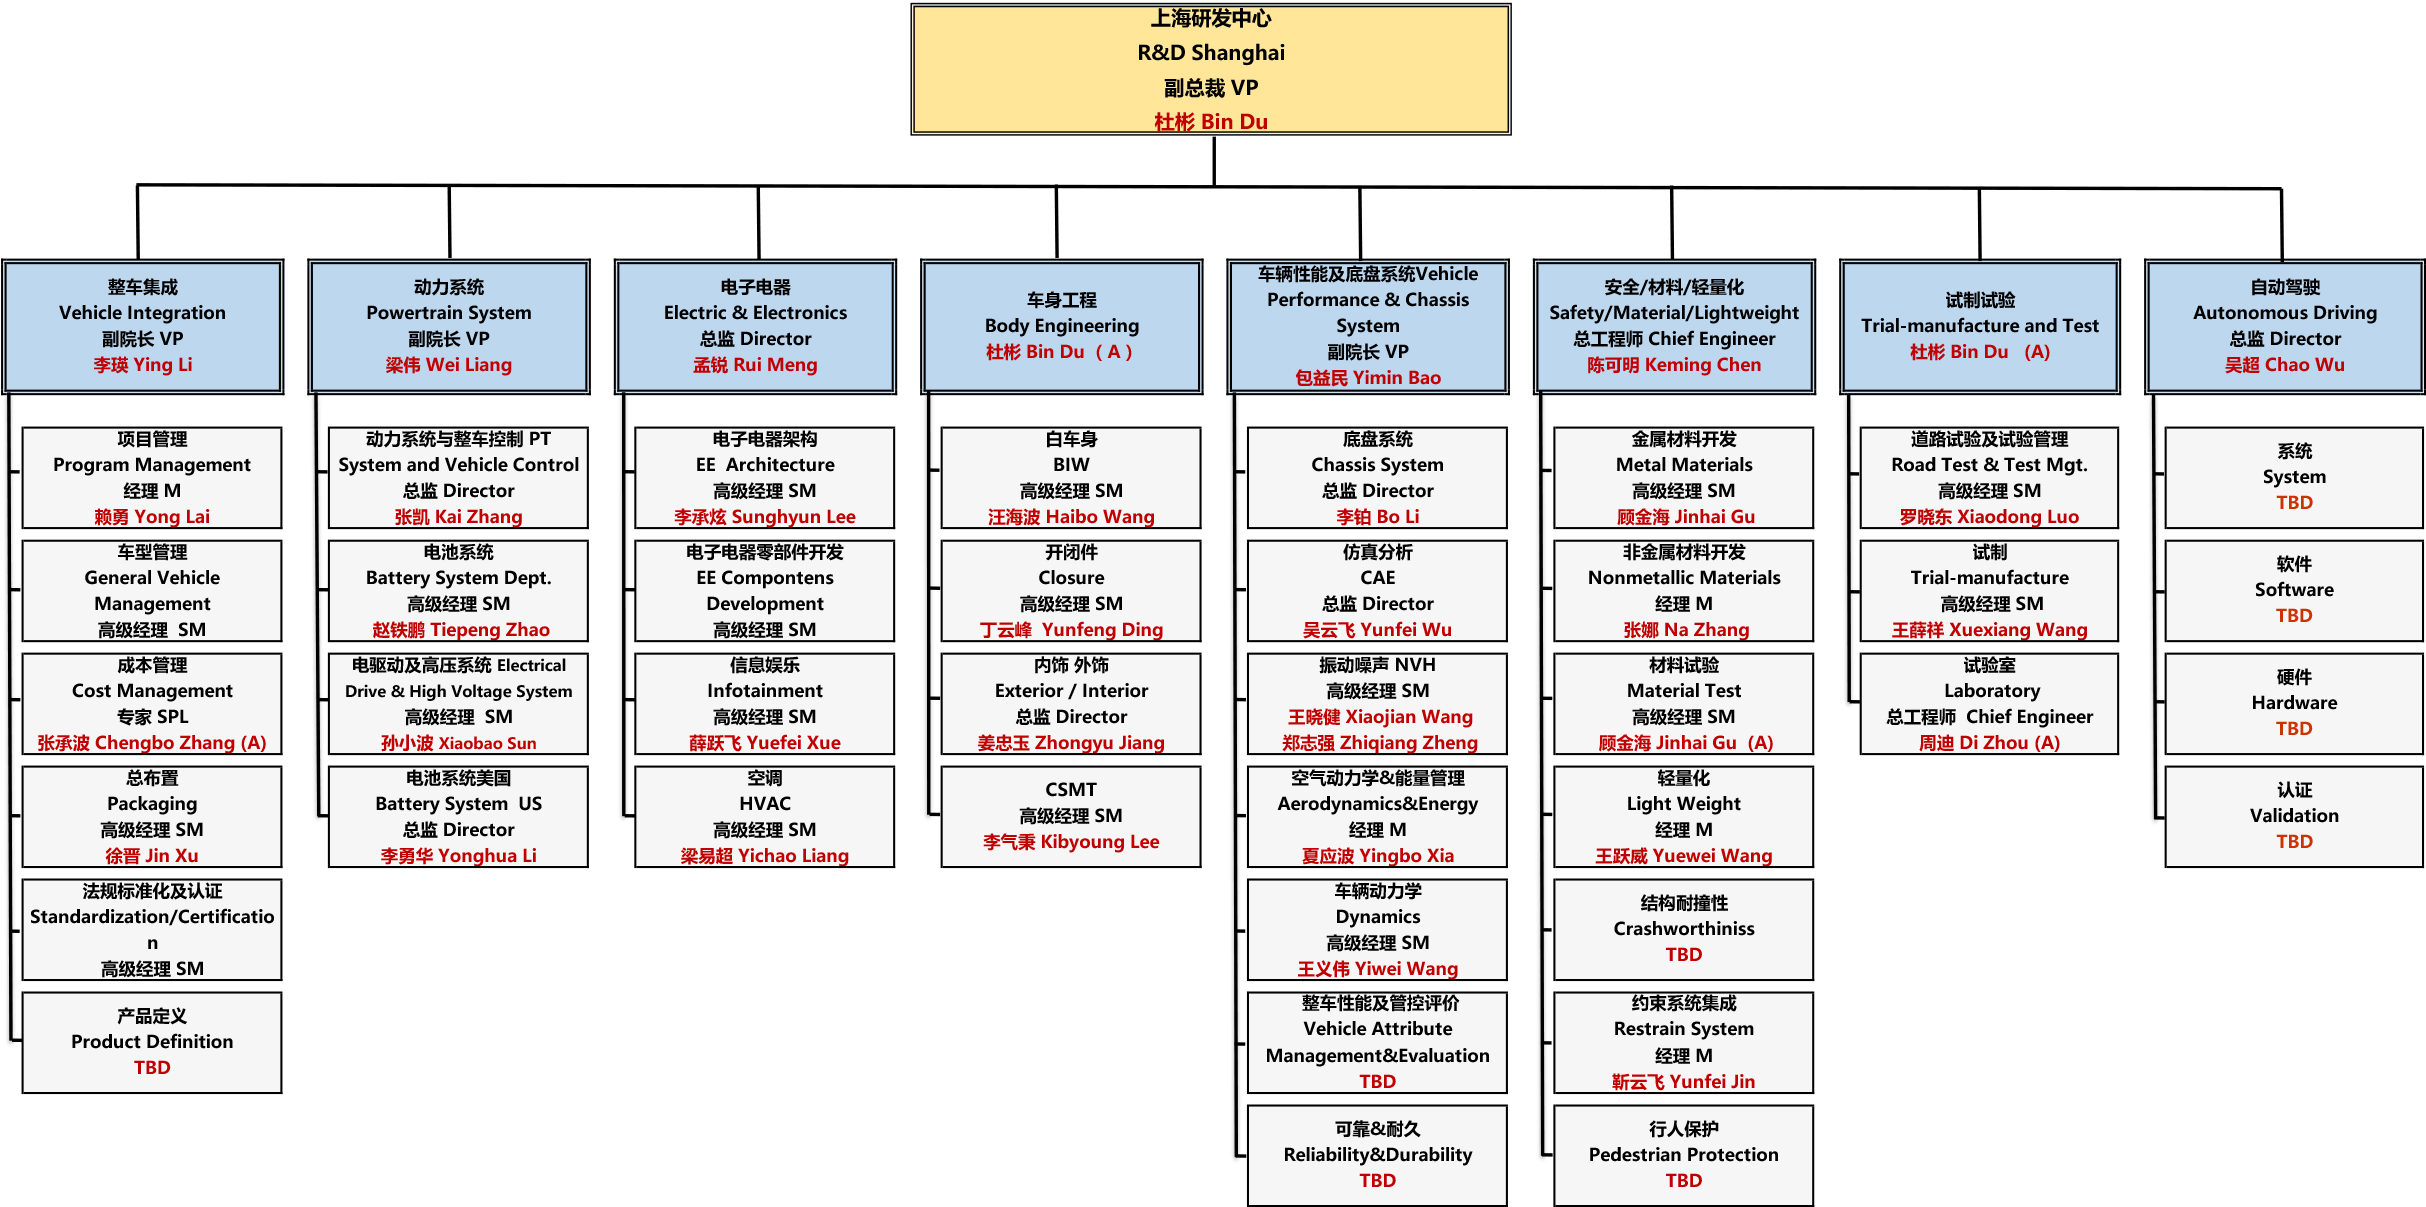 上海研发中心
R&D Shanghai
副总裁 VP
杜彬 Bin Du
整车集成
Vehicle Integration
副院长 VP
李瑛 Ying Li
项目管理
Program Management
经理 M
赖勇 Yong Lai
车型管理
General Vehicle
Management
高级经理 SM
成本管理
Cost Management
专家 SPL
张承波 Chengbo Zhang (A)
总布置
Packaging
高级经理 SM
徐晋 Jin Xu
法规标准化及认证
Standardization/Certificatio
n
高级经理 SM
产品定义
Product Definition
TBD
动力系统
Powertrain System
副院长 VP
梁伟 Wei Liang
动力系统与整车控制 PT
System and Vehicle Control
总监 Director
张凯 Kai Zhang
电池系统
Battery System Dept.
高级经理 SM
赵铁鹏 Tiepeng Zhao
电驱动及高压系统 Electrical
Drive & High Voltage System
高级经理 SM
孙小波 Xiaobao Sun
电池系统美国
Battery System US
总监 Director
李勇华 Yonghua Li
电子电器
Electric & Electronics
总监 Director
孟锐 Rui Meng
电子电器架构
EE Architecture
高级经理 SM
李承炫 Sunghyun Lee
电子电器零部件开发
EE Compontens
Development
高级经理 SM
信息娱乐
Infotainment
高级经理 SM
薛跃飞 Yuefei Xue
空调
HVAC
高级经理 SM
梁易超 Yichao Liang
车身工程
Body Engineering
杜彬 Bin Du（A）
白车身
BIW
高级经理 SM
汪海波 Haibo Wang
开闭件
Closure
高级经理 SM
丁云峰 Yunfeng Ding
内饰 外饰
Exterior / Interior
总监 Director
姜忠玉 Zhongyu Jiang
CSMT
高级经理 SM
李气秉 Kibyoung Lee
车辆性能及底盘系统Vehicle
Performance & Chassis
System
副院长 VP
包益民 Yimin Bao
底盘系统
Chassis System
总监 Director
李铂 Bo Li
仿真分析
CAE
总监 Director
吴云飞 Yunfei Wu
振动噪声 NVH
高级经理 SM
王晓健 Xiaojian Wang
郑志强 Zhiqiang Zheng
空气动力学&能量管理
Aerodynamics&Energy
经理 M
夏应波 Yingbo Xia
车辆动力学
Dynamics
高级经理 SM
王义伟 Yiwei Wang
整车性能及管控评价
Vehicle Attribute
Management&Evaluation
TBD
可靠&耐久
Reliability&Durability
TBD
安全/材料/轻量化
Safety/Material/Lightweight
总工程师 Chief Engineer
陈可明 Keming Chen
金属材料开发
Metal Materials
高级经理 SM
顾金海 Jinhai Gu
非金属材料开发
Nonmetallic Materials
经理 M
张娜 Na Zhang
材料试验
Material Test
高级经理 SM
顾金海 Jinhai Gu (A)
轻量化
Light Weight
经理 M
王跃威 Yuewei Wang
结构耐撞性
Crashworthiniss
TBD
约束系统集成
Restrain System
经理 M
靳云飞 Yunfei Jin
行人保护
Pedestrian Protection
TBD
试制试验
Trial-manufacture and Test
杜彬 Bin Du (A)
道路试验及试验管理
Road Test & Test Mgt.
高级经理 SM
罗晓东 Xiaodong Luo
试制
Trial-manufacture
高级经理 SM
王薛祥 Xuexiang Wang
试验室
Laboratory
总工程师 Chief Engineer
周迪 Di Zhou (A)
自动驾驶
Autonomous Driving
总监 Director
吴超 Chao Wu
系统
System
TBD
软件
Software
TBD
硬件
Hardware
TBD
认证
Validation
TBD